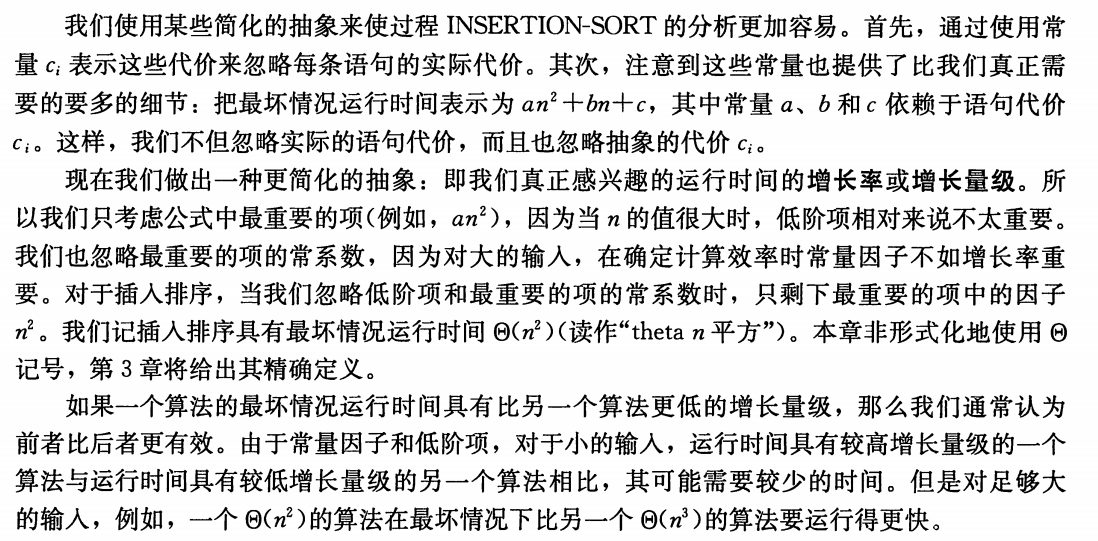 我们使用某些简化的抽象来使过程 INSERTION-SORT 的分析更加容易。首先，通过使用常
量 cᵢ 表示这些代价来忽略每条语句的实际代价。其次，注意到这些常量也提供了比我们真正需
要的要多的细节：把最坏情况运行时间表示为 an²＋bn＋c，其中常量 a、b 和 c 依赖于语句代价
cᵢ。这样，我们不但忽略实际的语句代价，而且也忽略抽象的代价 cᵢ。
现在我们做出一种更简化的抽象：即我们真正感兴趣的运行时间的增长率或增长量级。所
以我们只考虑公式中最重要的项(例如，an²)，因为当 n 的值很大时，低阶项相对来说不太重要。
我们也忽略最重要的项的常系数，因为对大的输入，在确定计算效率时常量因子不如增长率重
要。对于插入排序，当我们忽略低阶项和最重要的项的常系数时，只剩下最重要的项中的因子
n²。我们记插入排序具有最坏情况运行时间 Θ(n²)(读作“theta n 平方”)。本章非形式化地使用 Θ
记号，第 3 章将给出其精确定义。
如果一个算法的最坏情况运行时间具有比另一个算法更低的增长量级，那么我们通常认为
前者比后者更有效。由于常量因子和低阶项，对于小的输入，运行时间具有较高增长量级的一个
算法与运行时间具有较低增长量级的另一个算法相比，其可能需要较少的时间。但是对足够大
的输入，例如，一个 Θ(n²)的算法在最坏情况下比另一个 Θ(n³)的算法要运行得更快。